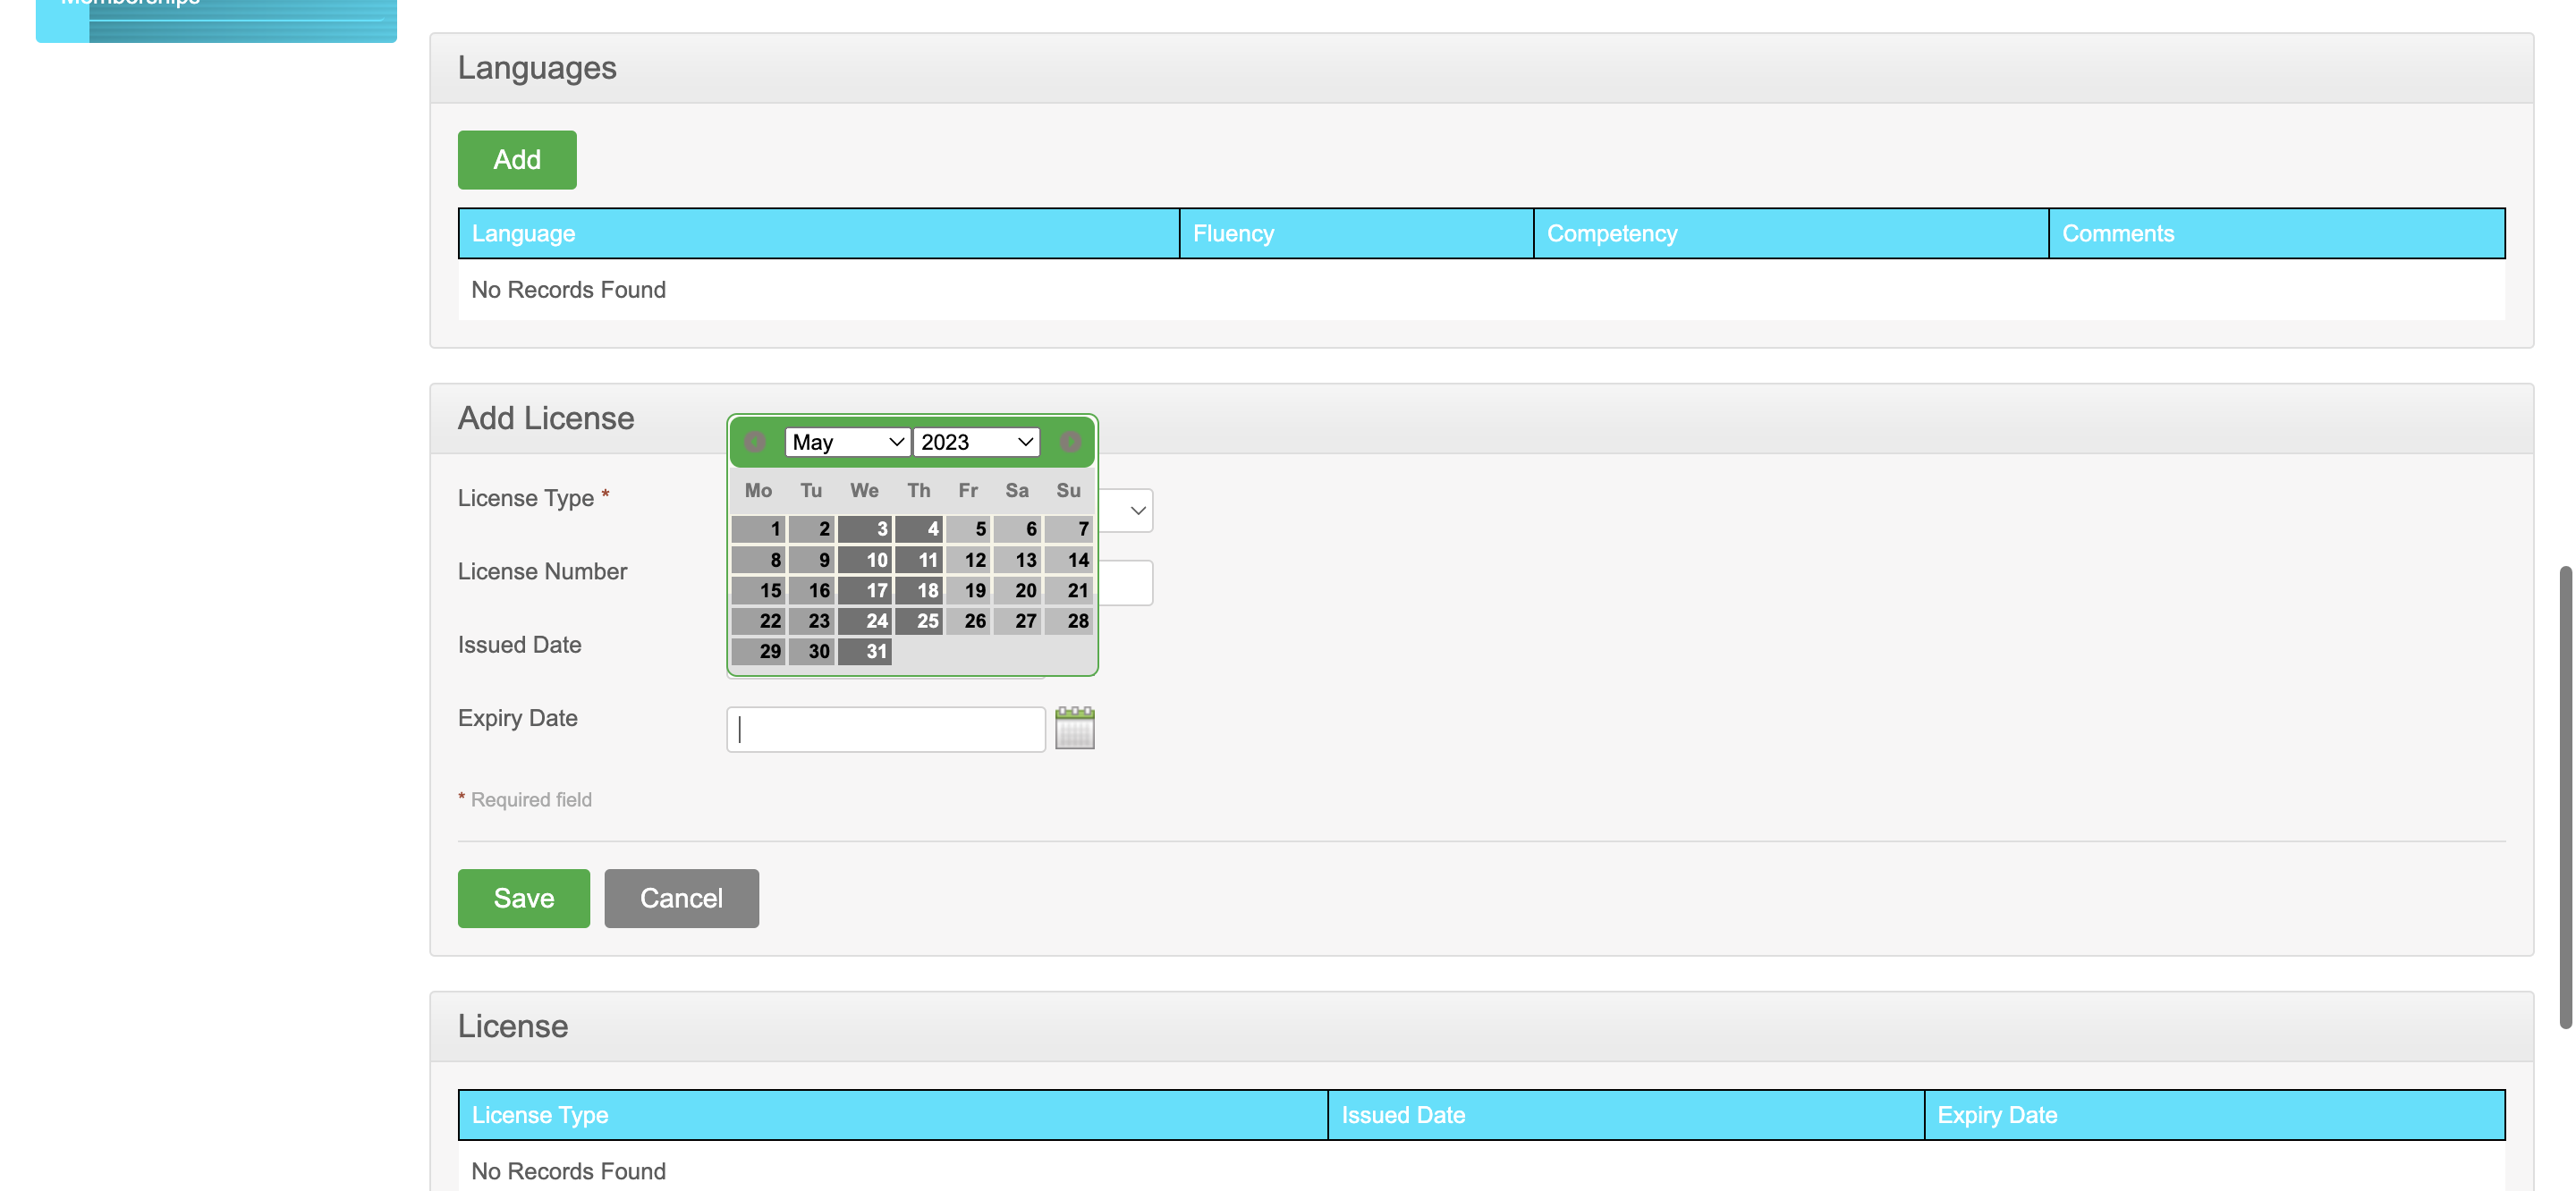 Memberships
Languages
Add
Language Fluency Competency Comments
No Records Found
Add License
May 2023
Mo Tu We Th Fr Sa Su
1 2 3 4 5 6 7
8 9 10 11 12 13 14
15 16 17 18 19 20 21
22 23 24 25 26 27 28
29 30 31
License Type *
License Number
Issued Date
Expiry Date
* Required field
Save Cancel
License
License Type Issued Date Expiry Date
No Records Found